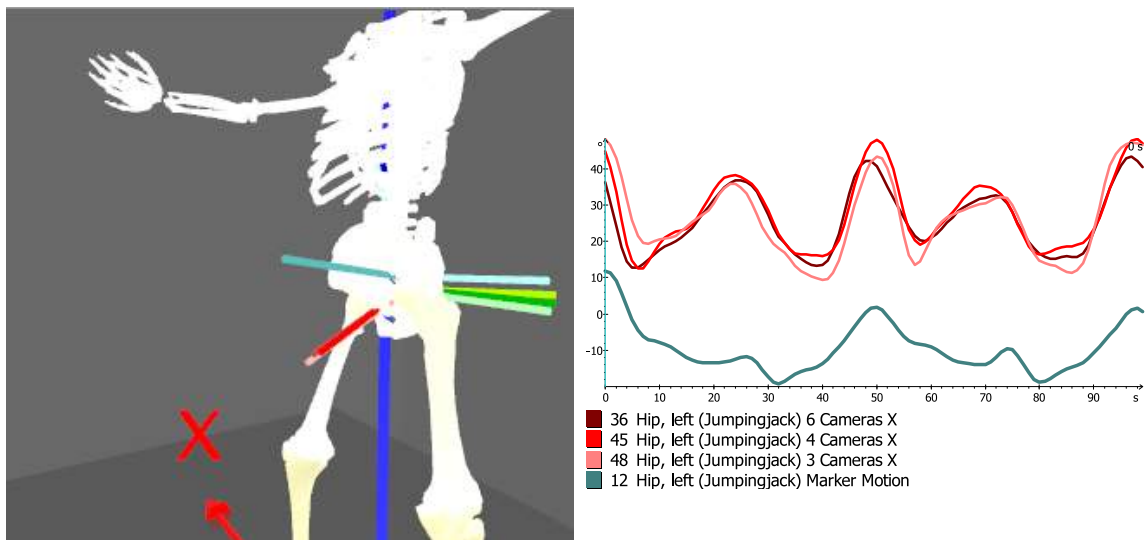 X
° 0 s
40
30
20
10
0
-10
0 10 20 30 40 50 60 70 80 90 s
36 Hip, left (Jumpingjack) 6 Cameras X
45 Hip, left (Jumpingjack) 4 Cameras X
48 Hip, left (Jumpingjack) 3 Cameras X
12 Hip, left (Jumpingjack) Marker Motion